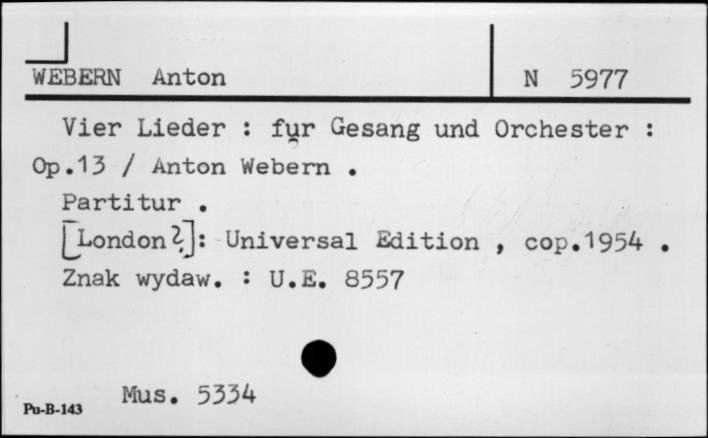 WEBERN Anton N 5977
Vier Lieder : fur Gesang und Orchester :
Op.13 / Anton Webern .
Partitur .
[London?]: Universal Edition , cop.1954 .
Znak wydaw. : U.E. 8557
Mus. 5334
Pu-B-143